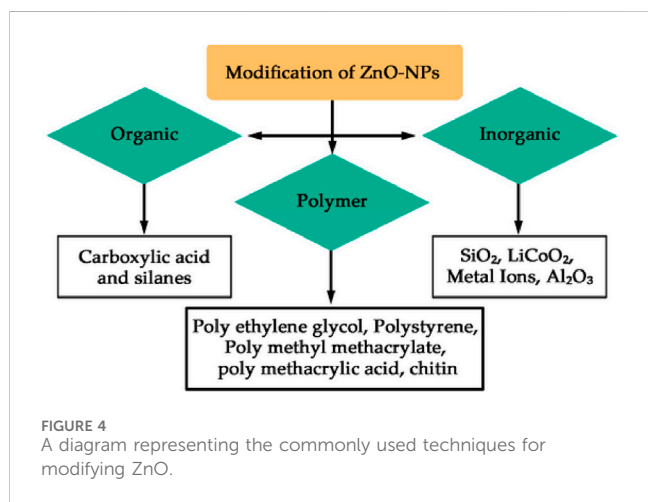 Modification of ZnO-NPs
Organic
Inorganic
Polymer
Carboxylic acid
and silanes
SiO₂, LiCoO₂,
Metal Ions, Al₂O₃
Poly ethylene glycol, Polystyrene,
Poly methyl methacrylate,
poly methacrylic acid, chitin
FIGURE 4
A diagram representing the commonly used techniques for
modifying ZnO.